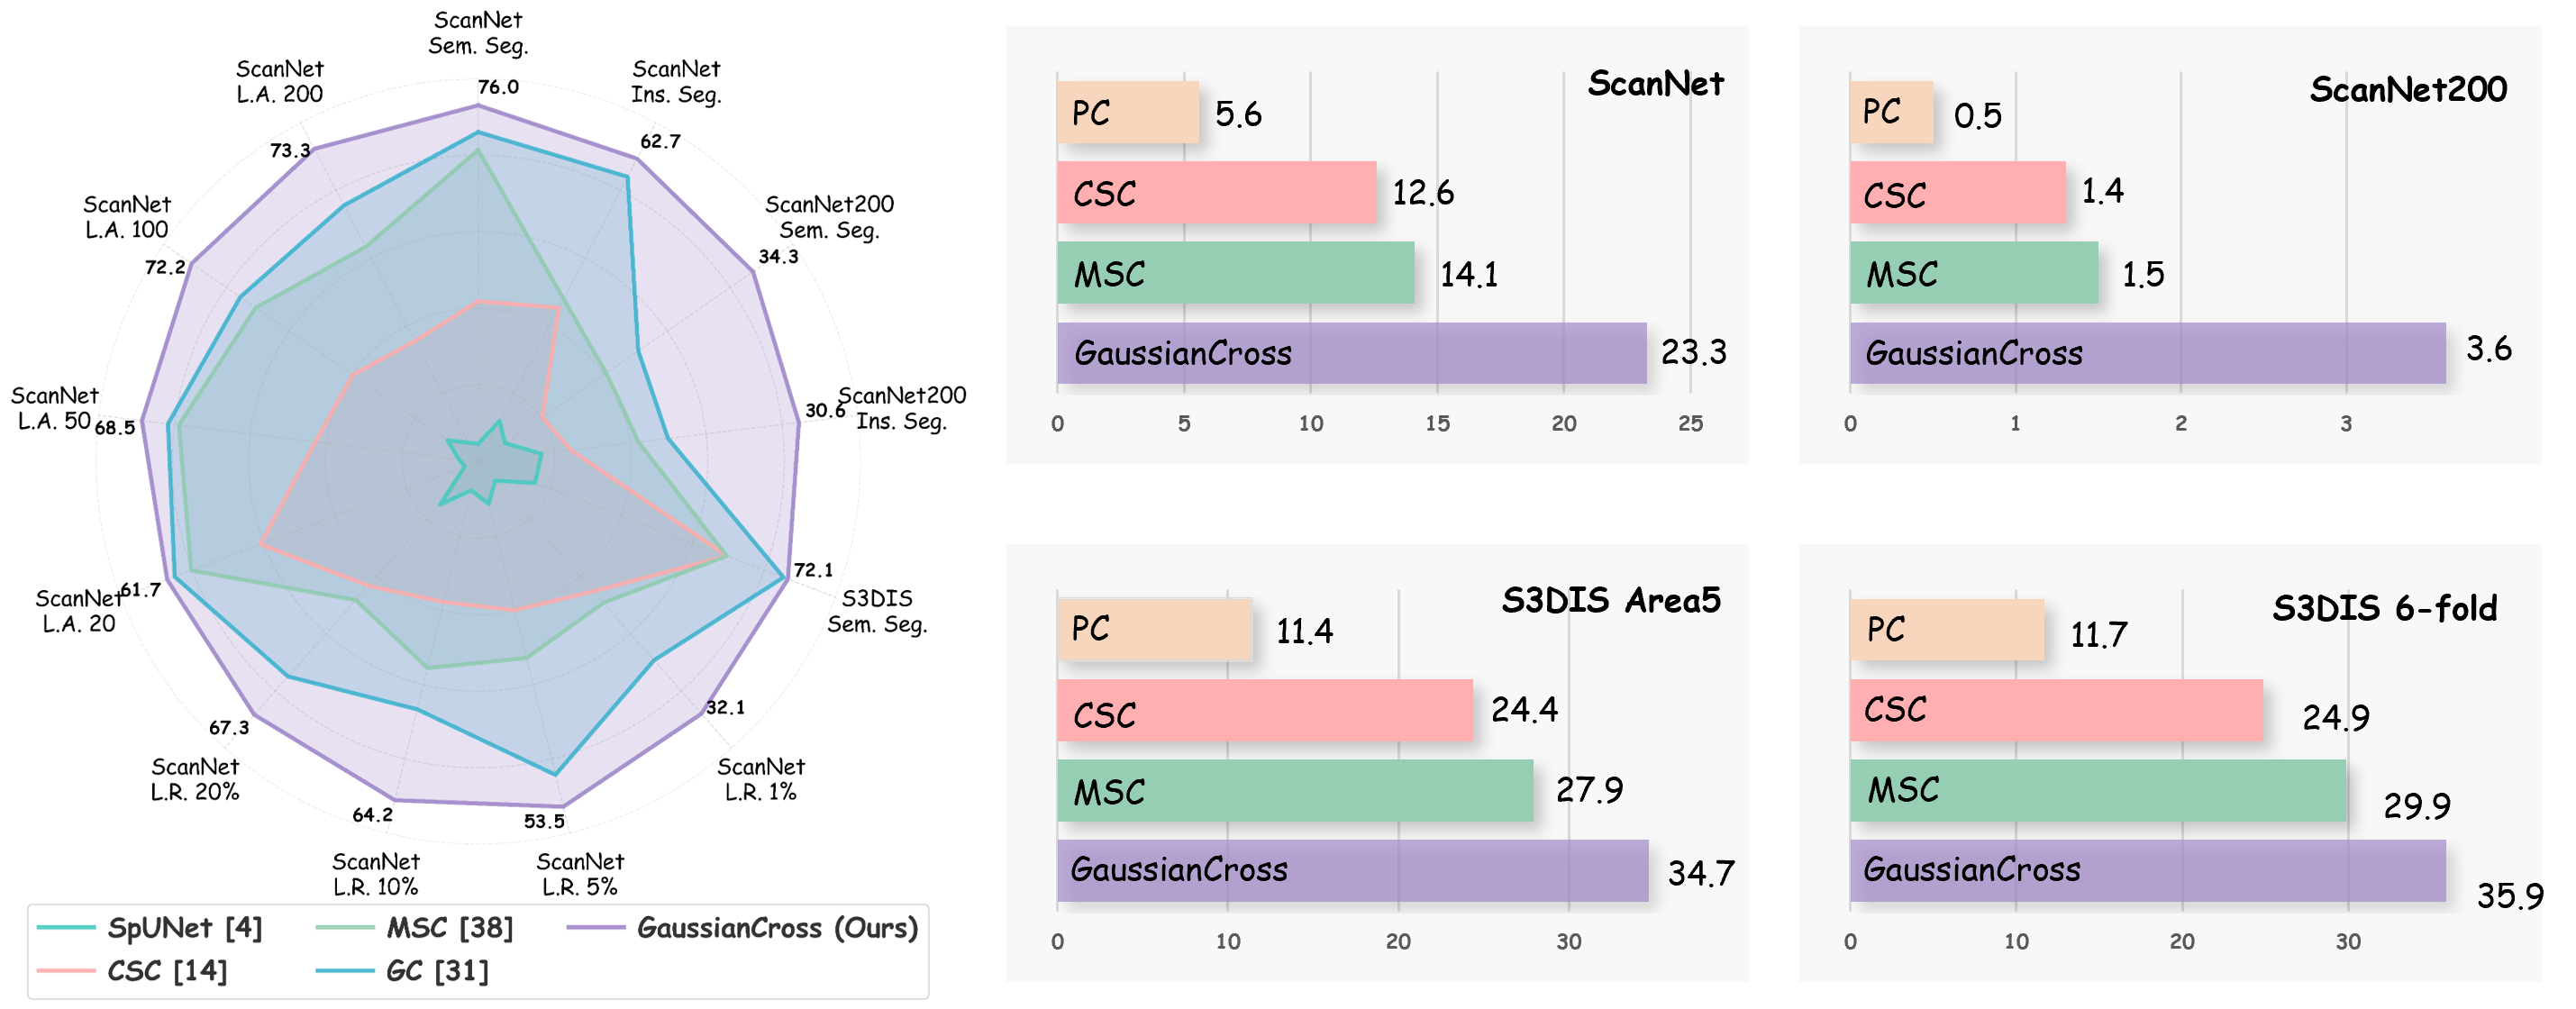 ScanNet
Sem. Seg.
76.0
ScanNet
Ins. Seg.
62.7
ScanNet200
Sem. Seg.
34.3
ScanNet200
Ins. Seg.
30.6
S3DIS
Sem. Seg.
72.1
ScanNet
L.R. 1%
32.1
ScanNet
L.R. 5%
53.5
ScanNet
L.R. 10%
64.2
ScanNet
L.R. 20%
67.3
ScanNet
L.A. 20
61.7
ScanNet
L.A. 50
68.5
ScanNet
L.A. 100
72.2
ScanNet
L.A. 200
73.3
SpUNet [4]
MSC [38]
GaussianCross (Ours)
CSC [14]
GC [31]
ScanNet
PC 5.6
CSC 12.6
MSC 14.1
GaussianCross 23.3
0 5 10 15 20 25
ScanNet200
PC 0.5
CSC 1.4
MSC 1.5
GaussianCross 3.6
0 1 2 3
S3DIS Area5
PC 11.4
CSC 24.4
MSC 27.9
GaussianCross 34.7
0 10 20 30
S3DIS 6-fold
PC 11.7
CSC 24.9
MSC 29.9
GaussianCross 35.9
0 10 20 30